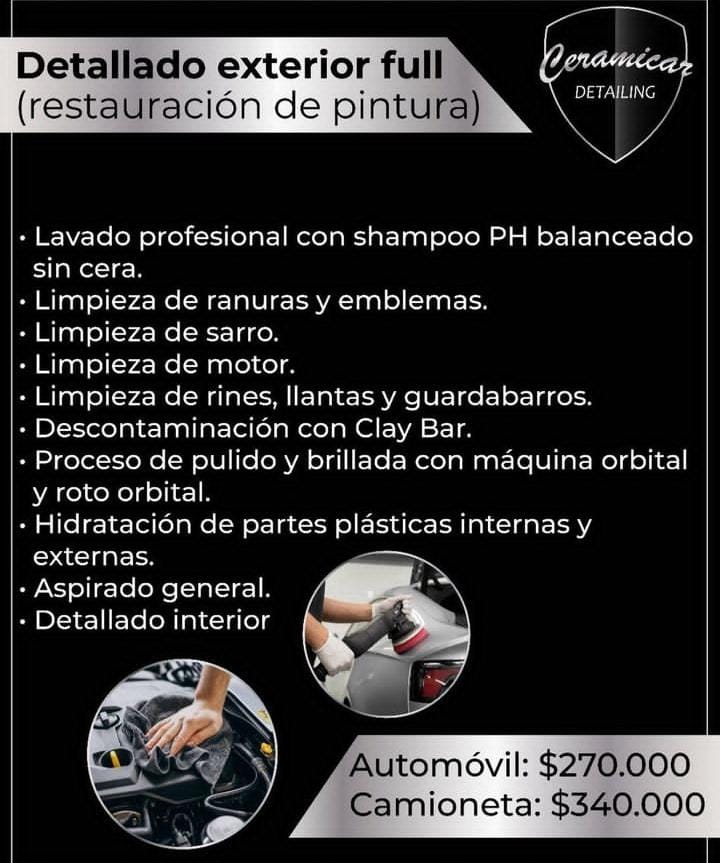 Detallado exterior full
(restauración de pintura)
Ceramicar
DETAILING
• Lavado profesional con shampoo PH balanceado
sin cera.
• Limpieza de ranuras y emblemas.
• Limpieza de sarro.
• Limpieza de motor.
• Limpieza de rines, llantas y guardabarros.
• Descontaminación con Clay Bar.
• Proceso de pulido y brillada con máquina orbital
y roto orbital.
• Hidratación de partes plásticas internas y
externas.
• Aspirado general.
• Detallado interior
Automóvil: $270.000
Camioneta: $340.000